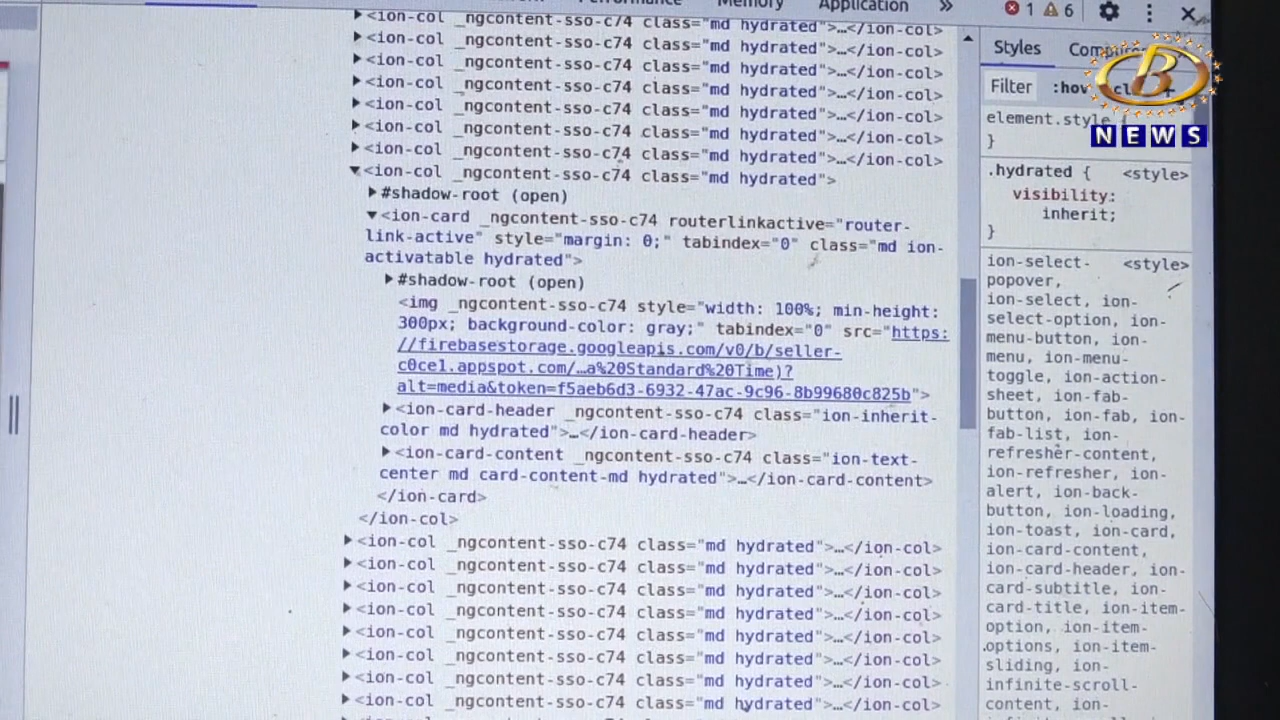 Performance
Memory
Application
»
1
6
<ion-col _ngcontent-sso-c74 class="md hydrated">…</ion-col>
<ion-col _ngcontent-sso-c74 class="md hydrated">…</ion-col>
<ion-col _ngcontent-sso-c74 class="md hydrated">…</ion-col>
<ion-col _ngcontent-sso-c74 class="md hydrated">…</ion-col>
<ion-col _ngcontent-sso-c74 class="md hydrated">…</ion-col>
<ion-col _ngcontent-sso-c74 class="md hydrated">…</ion-col>
<ion-col _ngcontent-sso-c74 class="md hydrated">…</ion-col>
<ion-col _ngcontent-sso-c74 class="md hydrated">
#shadow-root (open)
<ion-card _ngcontent-sso-c74 routerlinkactive="router-
link-active" style="margin: 0;" tabindex="0" class="md ion-
activatable hydrated">
#shadow-root (open)
<img _ngcontent-sso-c74 style="width: 100%; min-height:
300px; background-color: gray;" tabindex="0" src="https:
//firebasestorage.googleapis.com/v0/b/seller-
c0ce1.appspot.com/…a%20Standard%20Time)?
alt=media&token=f5aeb6d3-6932-47ac-9c96-8b99680c825b">
<ion-card-header _ngcontent-sso-c74 class="ion-inherit-
color md hydrated">…</ion-card-header>
<ion-card-content _ngcontent-sso-c74 class="ion-text-
center md card-content-md hydrated">…</ion-card-content>
</ion-card>
</ion-col>
<ion-col _ngcontent-sso-c74 class="md hydrated">…</ion-col>
<ion-col _ngcontent-sso-c74 class="md hydrated">…</ion-col>
<ion-col _ngcontent-sso-c74 class="md hydrated">…</ion-col>
<ion-col _ngcontent-sso-c74 class="md hydrated">…</ion-col>
<ion-col _ngcontent-sso-c74 class="md hydrated">…</ion-col>
<ion-col _ngcontent-sso-c74 class="md hydrated">…</ion-col>
<ion-col _ngcontent-sso-c74 class="md hydrated">…</ion-col>
<ion-col _ngcontent-sso-c74 class="md hydrated">…</ion-col>
Styles
Filter
:hov
element.style {
}
.hydrated { <style>
visibility:
inherit;
}
ion-select- <style>
popover,
ion-select, ion-
select-option, ion-
menu-button, ion-
menu, ion-menu-
toggle, ion-action-
sheet, ion-fab-
button, ion-fab, ion-
fab-list, ion-
refresher-content,
ion-refresher, ion-
alert, ion-back-
button, ion-loading,
ion-toast, ion-card,
ion-card-content,
ion-card-header, ion-
card-subtitle, ion-
card-title, ion-item-
option, ion-item-
options, ion-item-
sliding, ion-
infinite-scroll-
content, ion-
B
NEWS